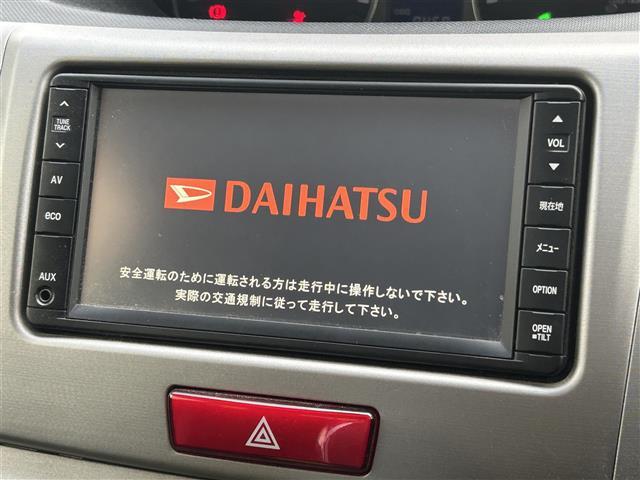 TUNE
TRACK
AV
eco
AUX
DAIHATSU
安全運転のために運転される方は走行中に操作しないで下さい。
実際の交通規制に従って走行して下さい。
VOL
現在地
メニュー
OPTION
OPEN
TILT